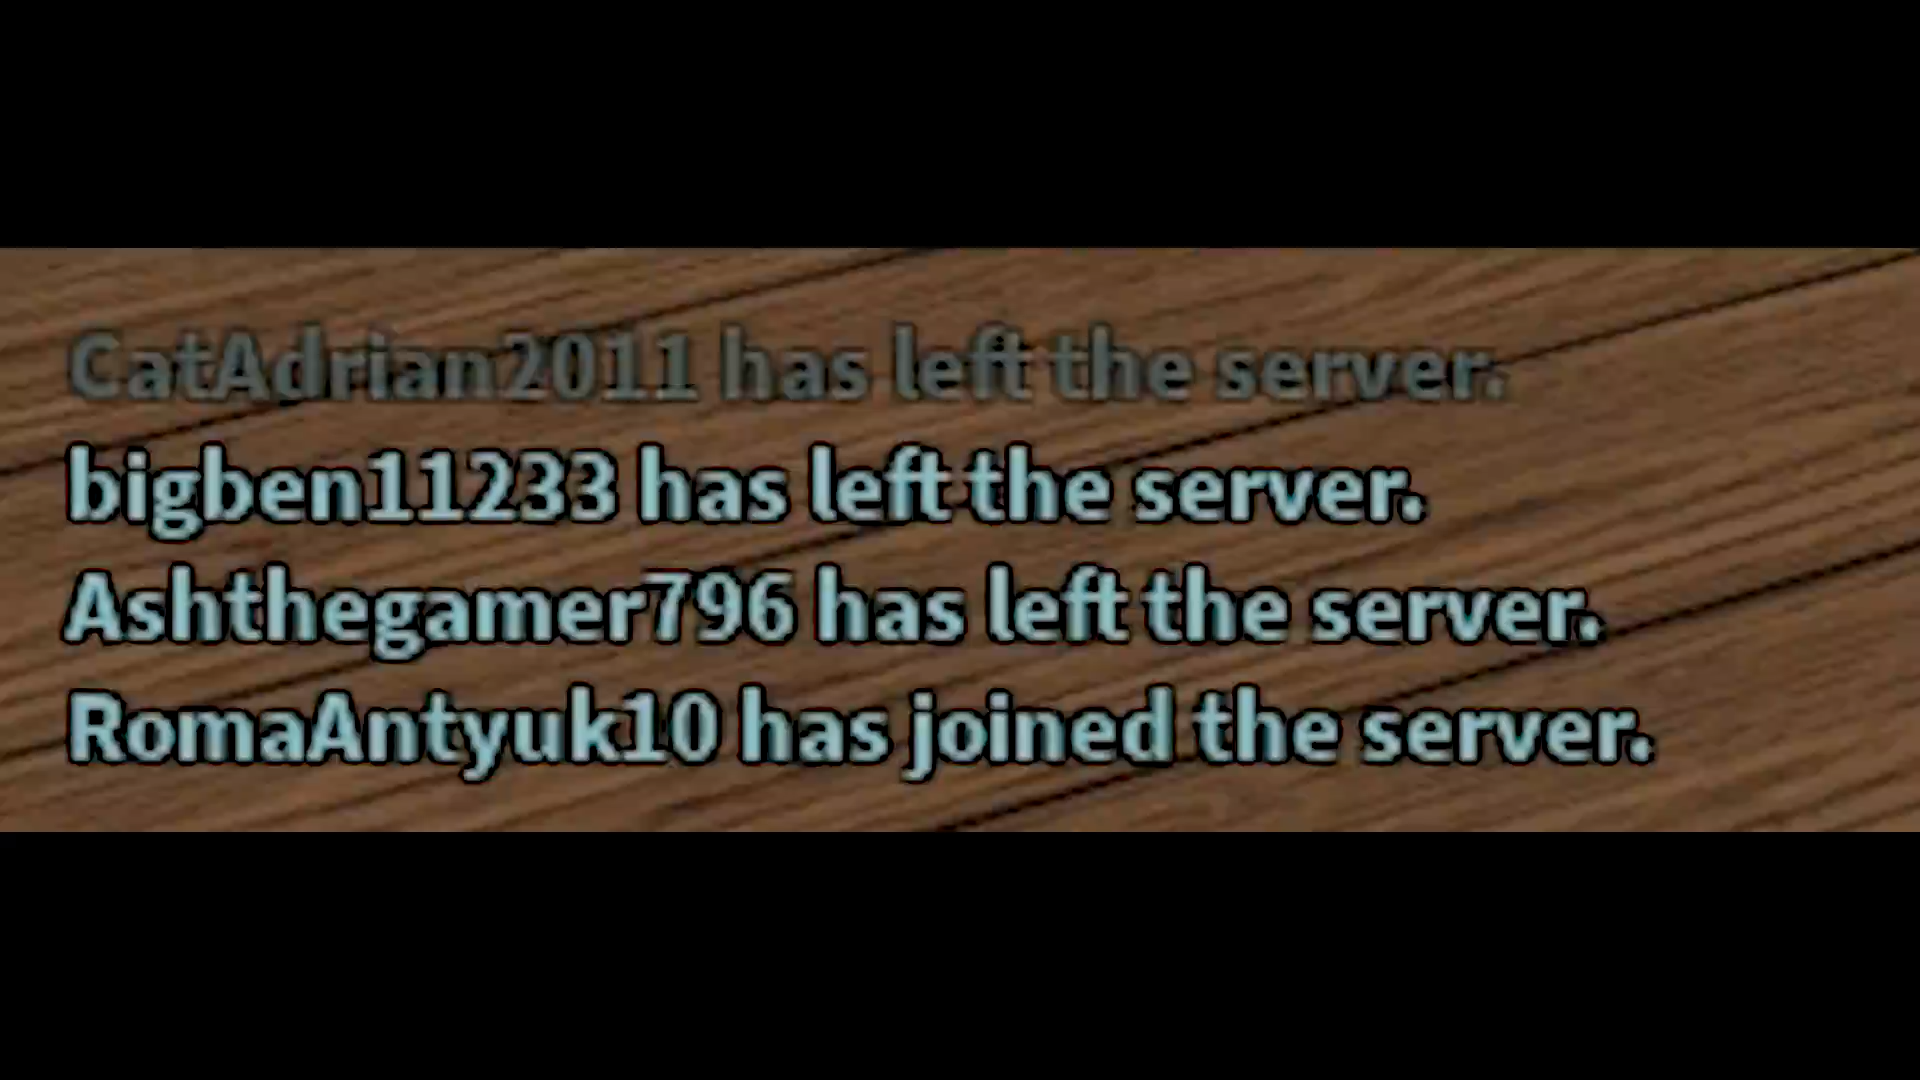 CatAdrian2011 has left the server.
bigben11233 has left the server.
Ashthegamer796 has left the server.
RomaAntyuk10 has joined the server.